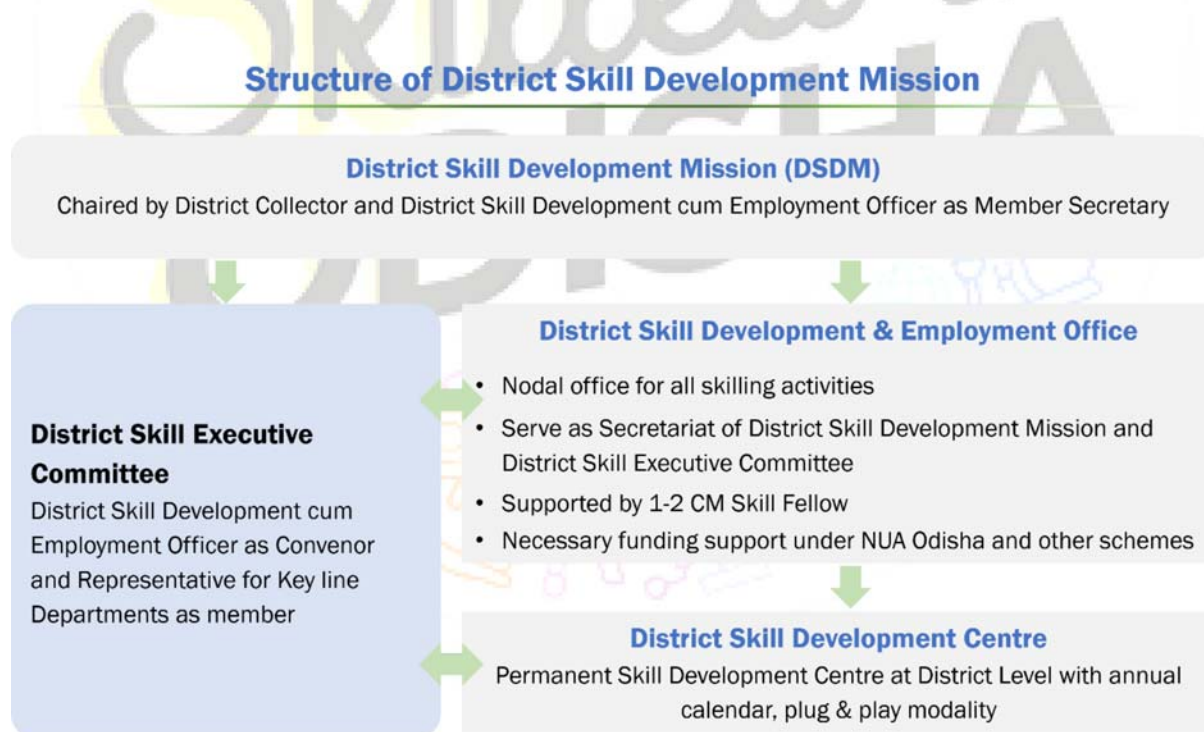 Skilled in
ODISHA
Structure of District Skill Development Mission
District Skill Development Mission (DSDM)
Chaired by District Collector and District Skill Development cum Employment Officer as Member Secretary
District Skill Executive
Committee
District Skill Development cum
Employment Officer as Convenor
and Representative for Key line
Departments as member
District Skill Development & Employment Office
• Nodal office for all skilling activities
• Serve as Secretariat of District Skill Development Mission and
District Skill Executive Committee
• Supported by 1-2 CM Skill Fellow
• Necessary funding support under NUA Odisha and other schemes
District Skill Development Centre
Permanent Skill Development Centre at District Level with annual
calendar, plug & play modality